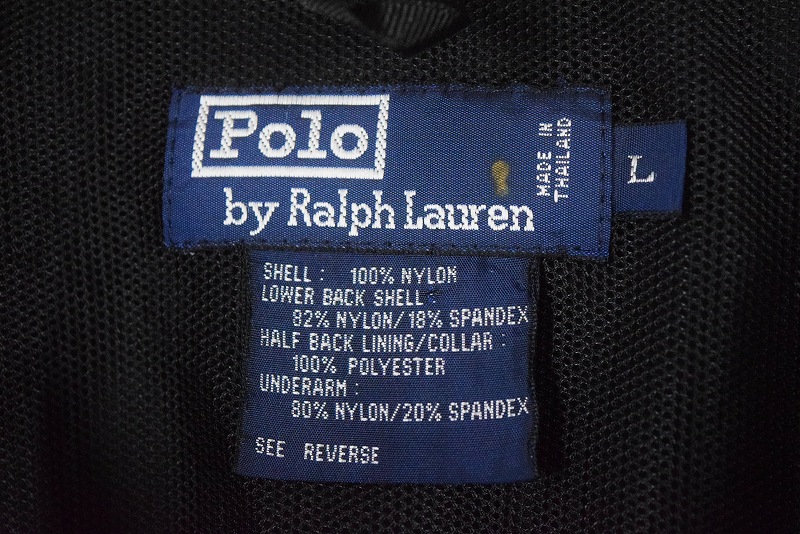 Polo
by Ralph Lauren
MADE IN
THAILAND
L
SHELL : 100% NYLON
LOWER BACK SHELL :
82% NYLON/18% SPANDEX
HALF BACK LINING/COLLAR :
100% POLYESTER
UNDERARM :
80% NYLON/20% SPANDEX
SEE REVERSE